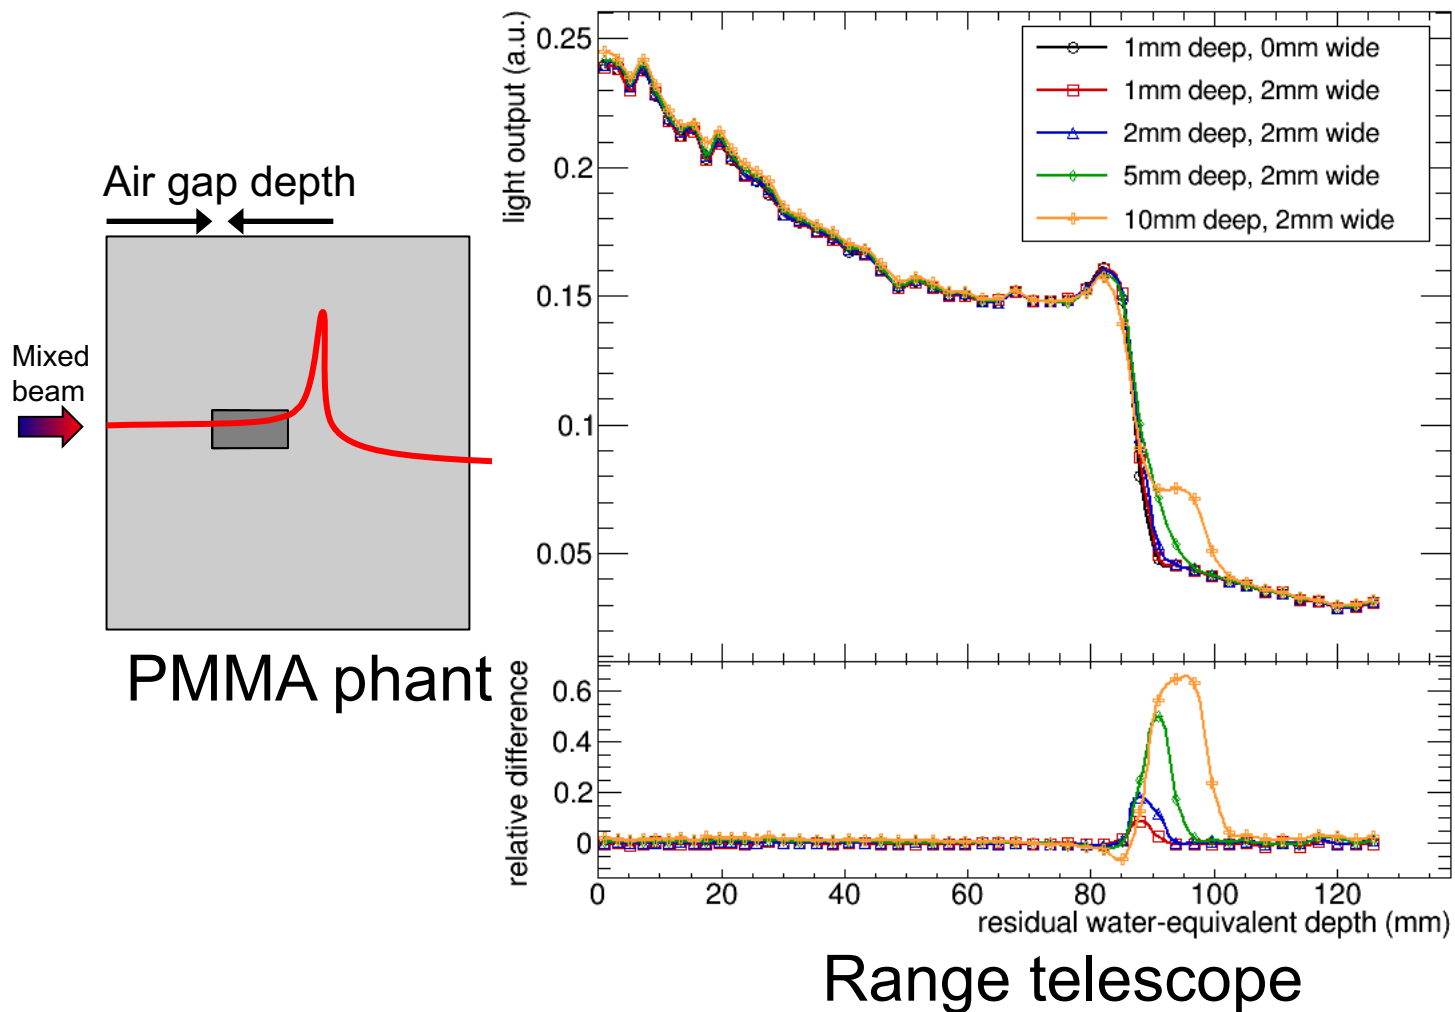 Air gap depth
Mixed
beam
PMMA phant
light output (a.u.)
0.25
0.2
0.15
0.1
0.05
1mm deep, 0mm wide
1mm deep, 2mm wide
2mm deep, 2mm wide
5mm deep, 2mm wide
10mm deep, 2mm wide
relative difference
0.6
0.4
0.2
0
0 20 40 60 80 100 120
residual water-equivalent depth (mm)
Range telescope